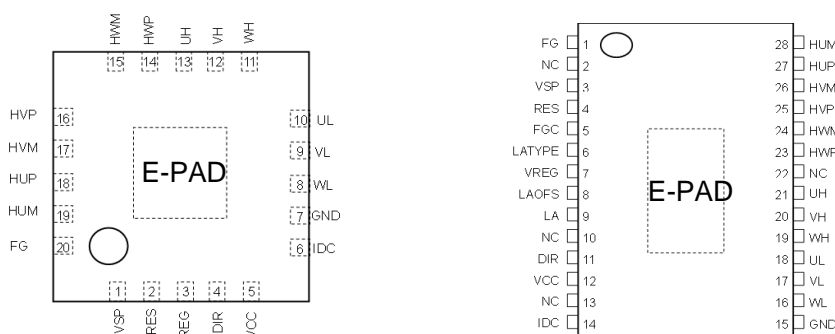 HWM HWP UH VH WH
15 14 13 12 11
HVP 16
HVM 17
HUP 18
HUM 19
FG 20
E-PAD
10 UL
9 VL
8 WL
7 GND
6 IDC
1 2 3 4 5
VSP RES REG DIR VCC
FG 1
NC 2
VSP 3
RES 4
FGC 5
LATYPE 6
VREG 7
LAOFS 8
LA 9
NC 10
DIR 11
VCC 12
NC 13
IDC 14
E-PAD
28 HUM
27 HUP
26 HVM
25 HVP
24 HWM
23 HWP
22 NC
21 UH
20 VH
19 WH
18 UL
17 VL
16 WL
15 GND